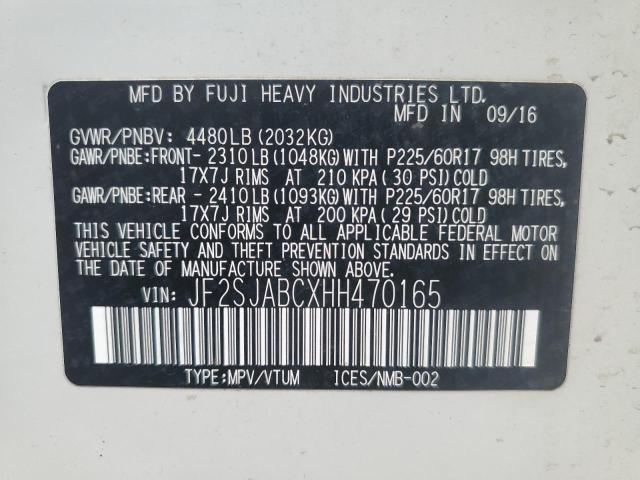 MFD BY FUJI HEAVY INDUSTRIES LTD.
MFD IN 09/16
GVWR/PNBV: 4480LB(2032KG)
GAWR/PNBE:FRONT- 2310LB(1048KG)WITH P225/60R17 98H TIRES,
17X7J RIMS AT 210 KPA( 30 PSI)COLD
GAWR/PNBE:REAR - 2410LB(1093KG)WITH P225/60R17 98H TIRES,
17X7J RIMS AT 200 KPA( 29 PSI)COLD
THIS VEHICLE CONFORMS TO ALL APPLICABLE FEDERAL MOTOR
VEHICLE SAFETY AND THEFT PREVENTION STANDARDS IN EFFECT
ON THE DATE OF MANUFACTURE SHOWN ABOVE.
VIN: JF2SJABCXHH470165
TYPE:MPV/VTUM ICES/NMB-002